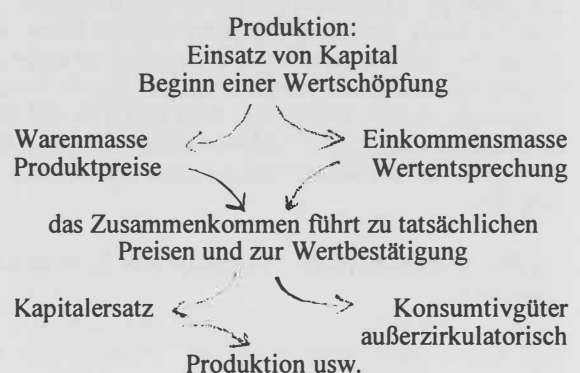 Produktion:
Einsatz von Kapital
Beginn einer Wertschöpfung
Warenmasse
Produktpreise
Einkommensmasse
Wertentsprechung
das Zusammenkommen führt zu tatsächlichen
Preisen und zur Wertbestätigung
Kapitalersatz
Konsumtivgüter
außerzirkulatorisch
Produktion usw.